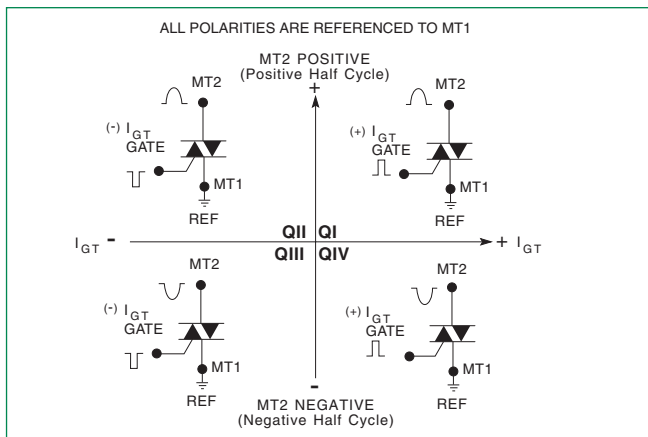 ALL POLARITIES ARE REFERENCED TO MT1
MT2 POSITIVE
(Positive Half Cycle)
+
MT2
(-) IGT
GATE
MT1
REF
MT2
(+) IGT
GATE
MT1
REF
IGT -
QII QI
QIII QIV
+ IGT
MT2
(-) IGT
GATE
MT1
REF
MT2
(+) IGT
GATE
MT1
REF
-
MT2 NEGATIVE
(Negative Half Cycle)